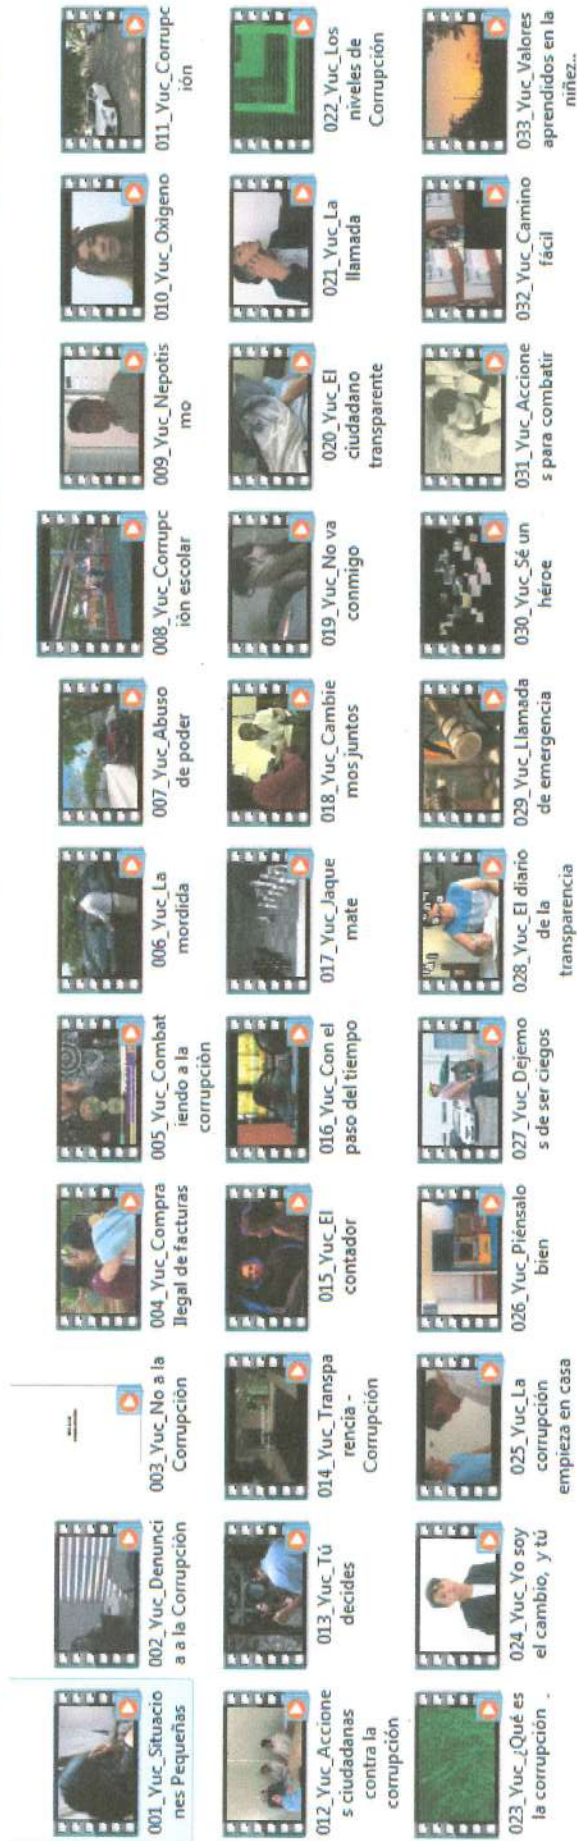 001_Yuc_Situacio
nes Pequeñas
002_Yuc_Denunci
a a la Corrupción
003_Yuc_No a la
Corrupción
004_Yuc_Compra
Ilegal de facturas
005_Yuc_Combat
iendo a la
corrupción
006_Yuc_La
mordida
007_Yuc_Abuso
de poder
008_Yuc_Corrupc
ión escolar
009_Yuc_Nepotis
mo
010_Yuc_Oxigeno
011_Yuc_Corrupc
ión
012_Yuc_Accione
s ciudadanas
contra la
corrupción
013_Yuc_Tú
decides
014_Yuc_Transpa
rencia -
Corrupción
015_Yuc_El
contador
016_Yuc_Con el
paso del tiempo
017_Yuc_Jaque
mate
018_Yuc_Cambie
mos juntos
019_Yuc_No va
conmigo
020_Yuc_El
ciudadano
transparente
021_Yuc_La
llamada
022_Yuc_Los
niveles de
Corrupción
023_Yuc_¿Qué es
la corrupción
024_Yuc_Yo soy
el cambio, y tú
025_Yuc_La
corrupción
empieza en casa
026_Yuc_Piénsalo
bien
027_Yuc_Dejemo
s de ser ciegos
028_Yuc_El diario
de la
transparencia
029_Yuc_Llamada
de emergencia
030_Yuc_Sé un
héroe
031_Yuc_Accione
s para combatir
032_Yuc_Camino
fácil
033_Yuc_Valores
aprendidos en la
niñez..